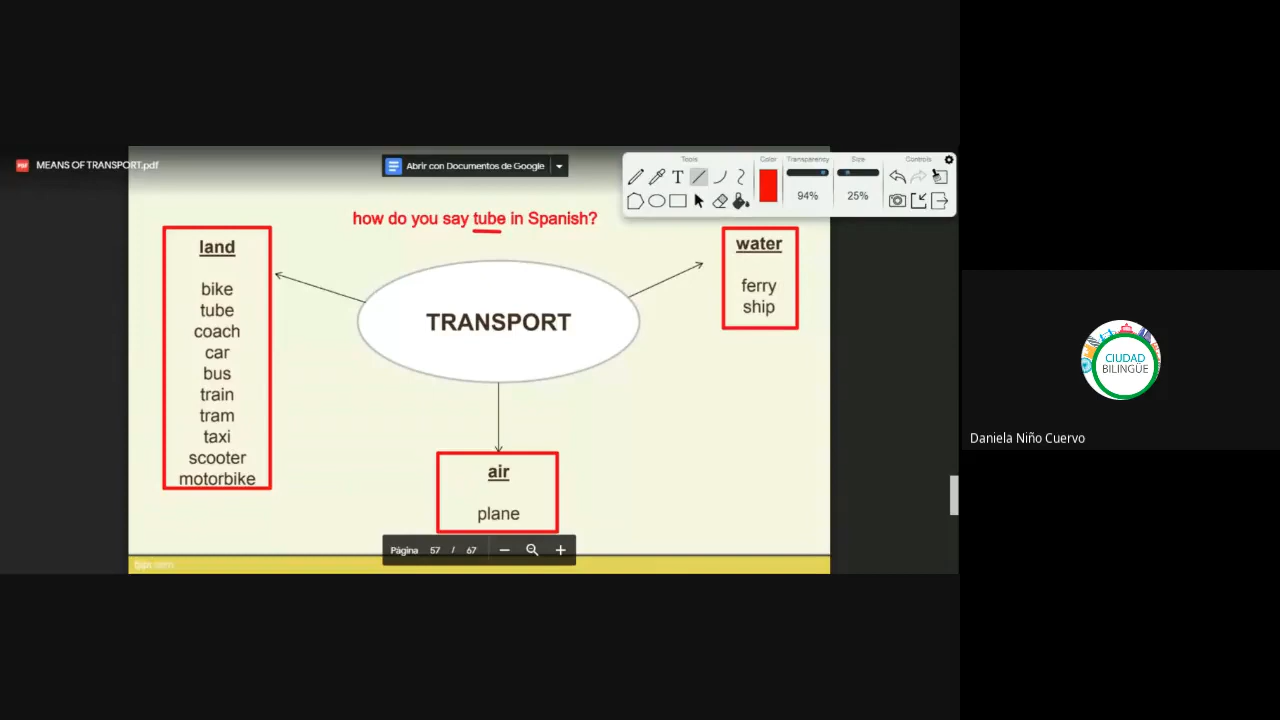 MEANS OF TRANSPORT.pdf
Abrir con Documentos de Google
Tools
Color
Transparency
Size
Controls
94%
25%
how do you say tube in Spanish?
land
bike
tube
coach
car
bus
train
tram
taxi
scooter
motorbike
TRANSPORT
water
ferry
ship
air
plane
Página 57 / 67
CIUDAD
BILINGÜE
Daniela Niño Cuervo